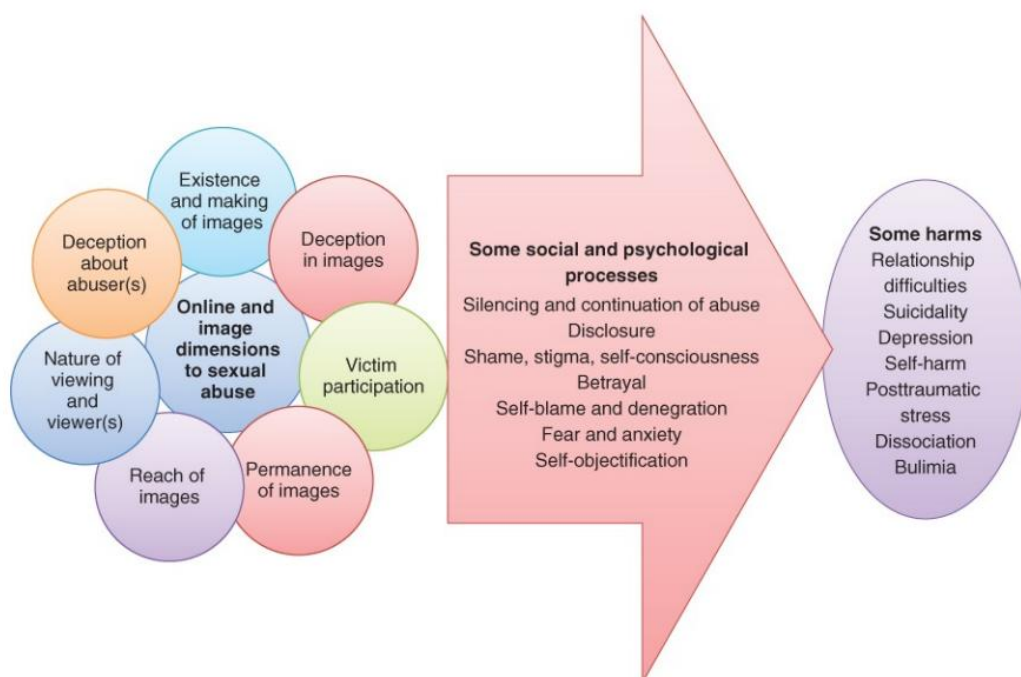 Existence
and making
of images
Deception
in images
Victim
participation
Permanence
of images
Reach of
images
Nature of
viewing
and
viewer(s)
Deception
about
abuser(s)
Online and
image
dimensions
to sexual
abuse
Some social and psychological
processes
Silencing and continuation of abuse
Disclosure
Shame, stigma, self-consciousness
Betrayal
Self-blame and denegration
Fear and anxiety
Self-objectification
Some harms
Relationship
difficulties
Suicidality
Depression
Self-harm
Posttraumatic
stress
Dissociation
Bulimia